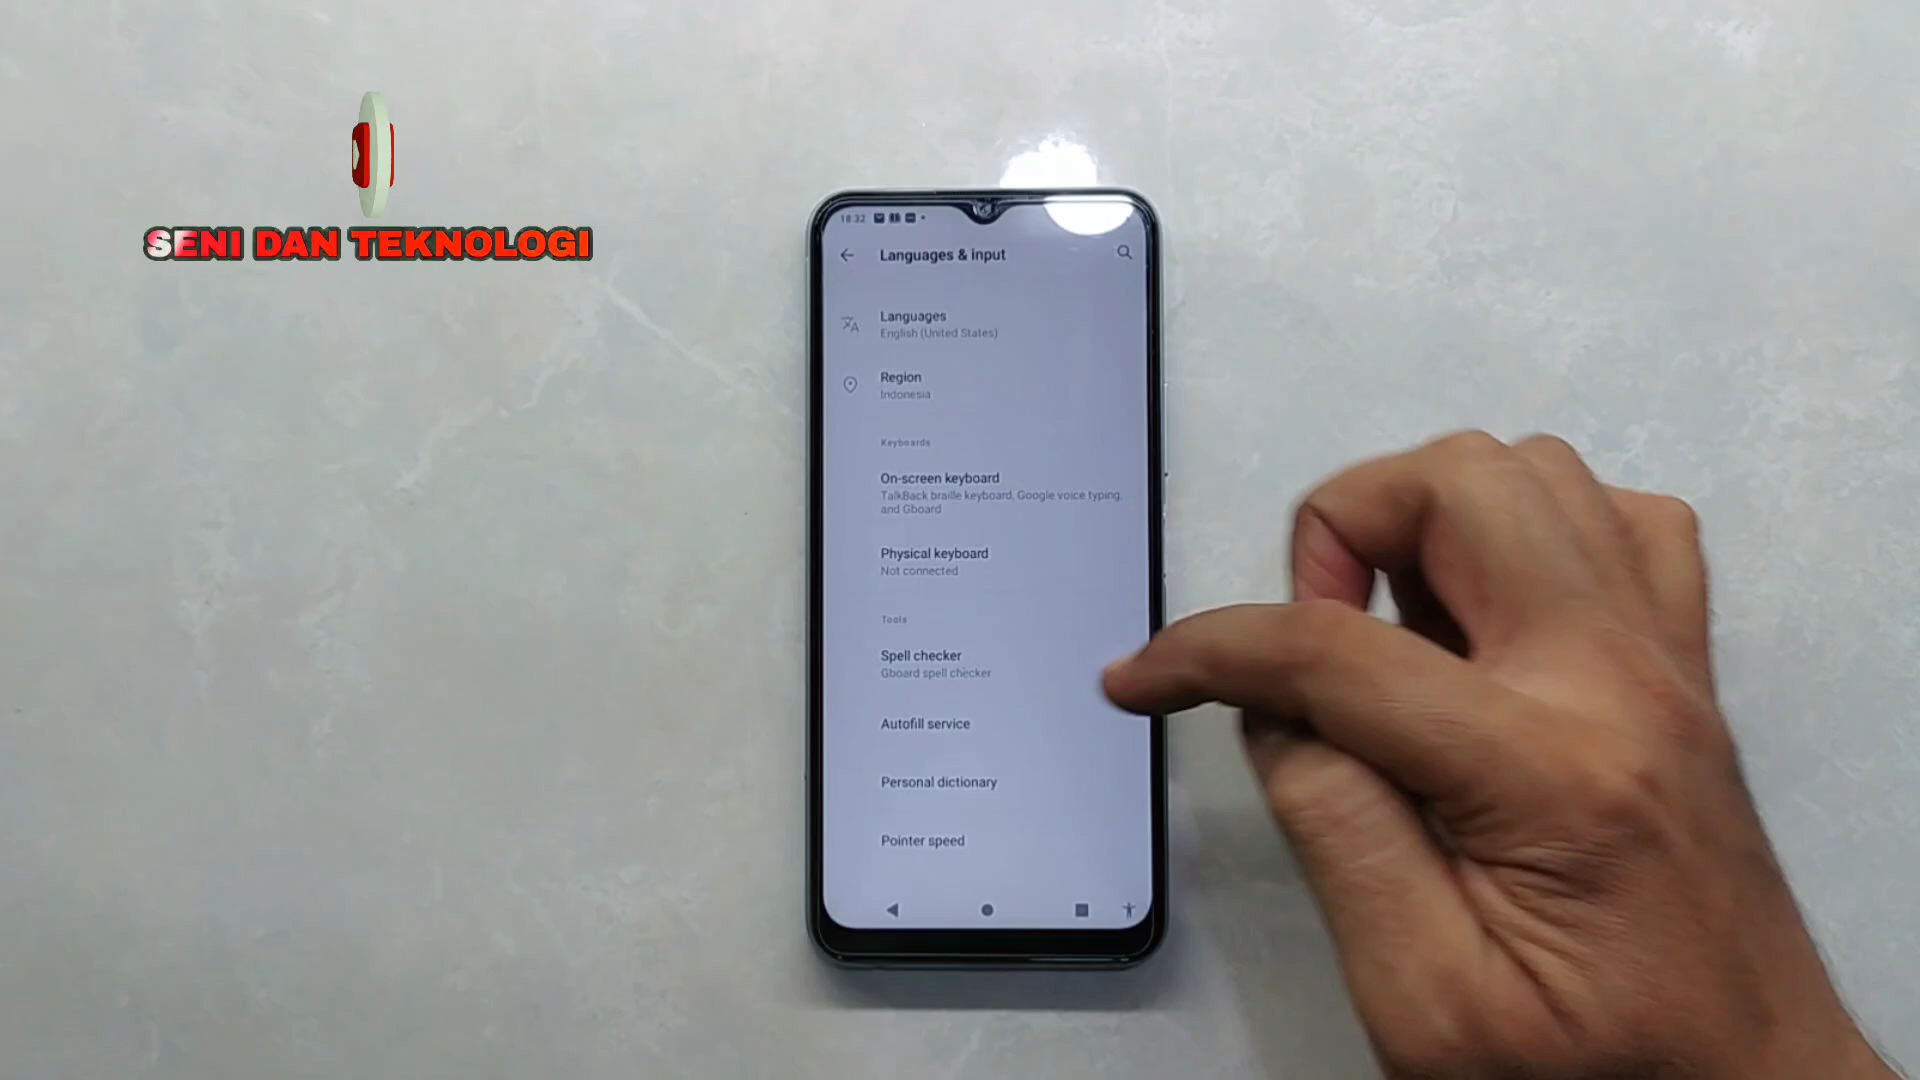 SENI DAN TEKNOLOGI
18:32
Languages & input
Languages
English (United States)
Region
Indonesia
Keyboards
On-screen keyboard
TalkBack braille keyboard, Google voice typing,
and Gboard
Physical keyboard
Not connected
Tools
Spell checker
Gboard spell checker
Autofill service
Personal dictionary
Pointer speed